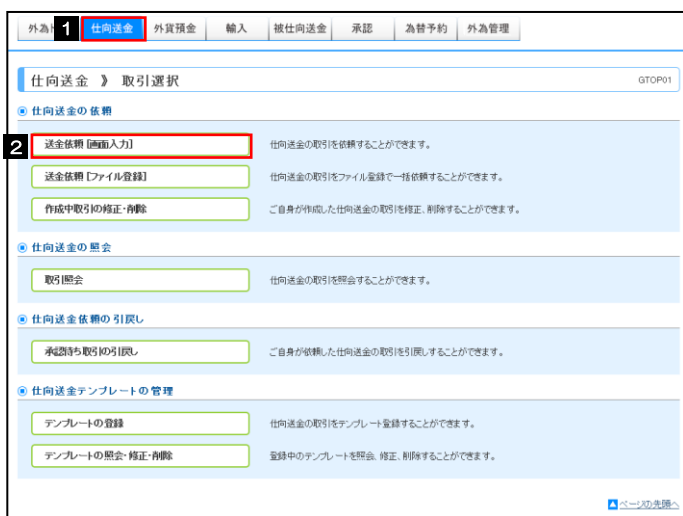 外為 1 仕向送金 外貨預金 輸入 被仕向送金 承認 為替予約 外為管理
仕向送金 》 取引選択 GTOP01
仕向送金の依頼
2 送金依頼 [画面入力] 仕向送金の取引を依頼することができます。
送金依頼 [ファイル登録] 仕向送金の取引をファイル登録で一括依頼することができます。
作成中取引の修正・削除 ご自身が作成した仕向送金の取引を修正、削除することができます。
仕向送金の照会
取引照会 仕向送金の取引を照会することができます。
仕向送金依頼の引戻し
承認待ち取引の引戻し ご自身が依頼した仕向送金の取引を引戻しすることができます。
仕向送金テンプレートの管理
テンプレートの登録 仕向送金の取引をテンプレート登録することができます。
テンプレートの照会・修正・削除 登録中のテンプレートを照会、修正、削除することができます。
ページの先頭へ